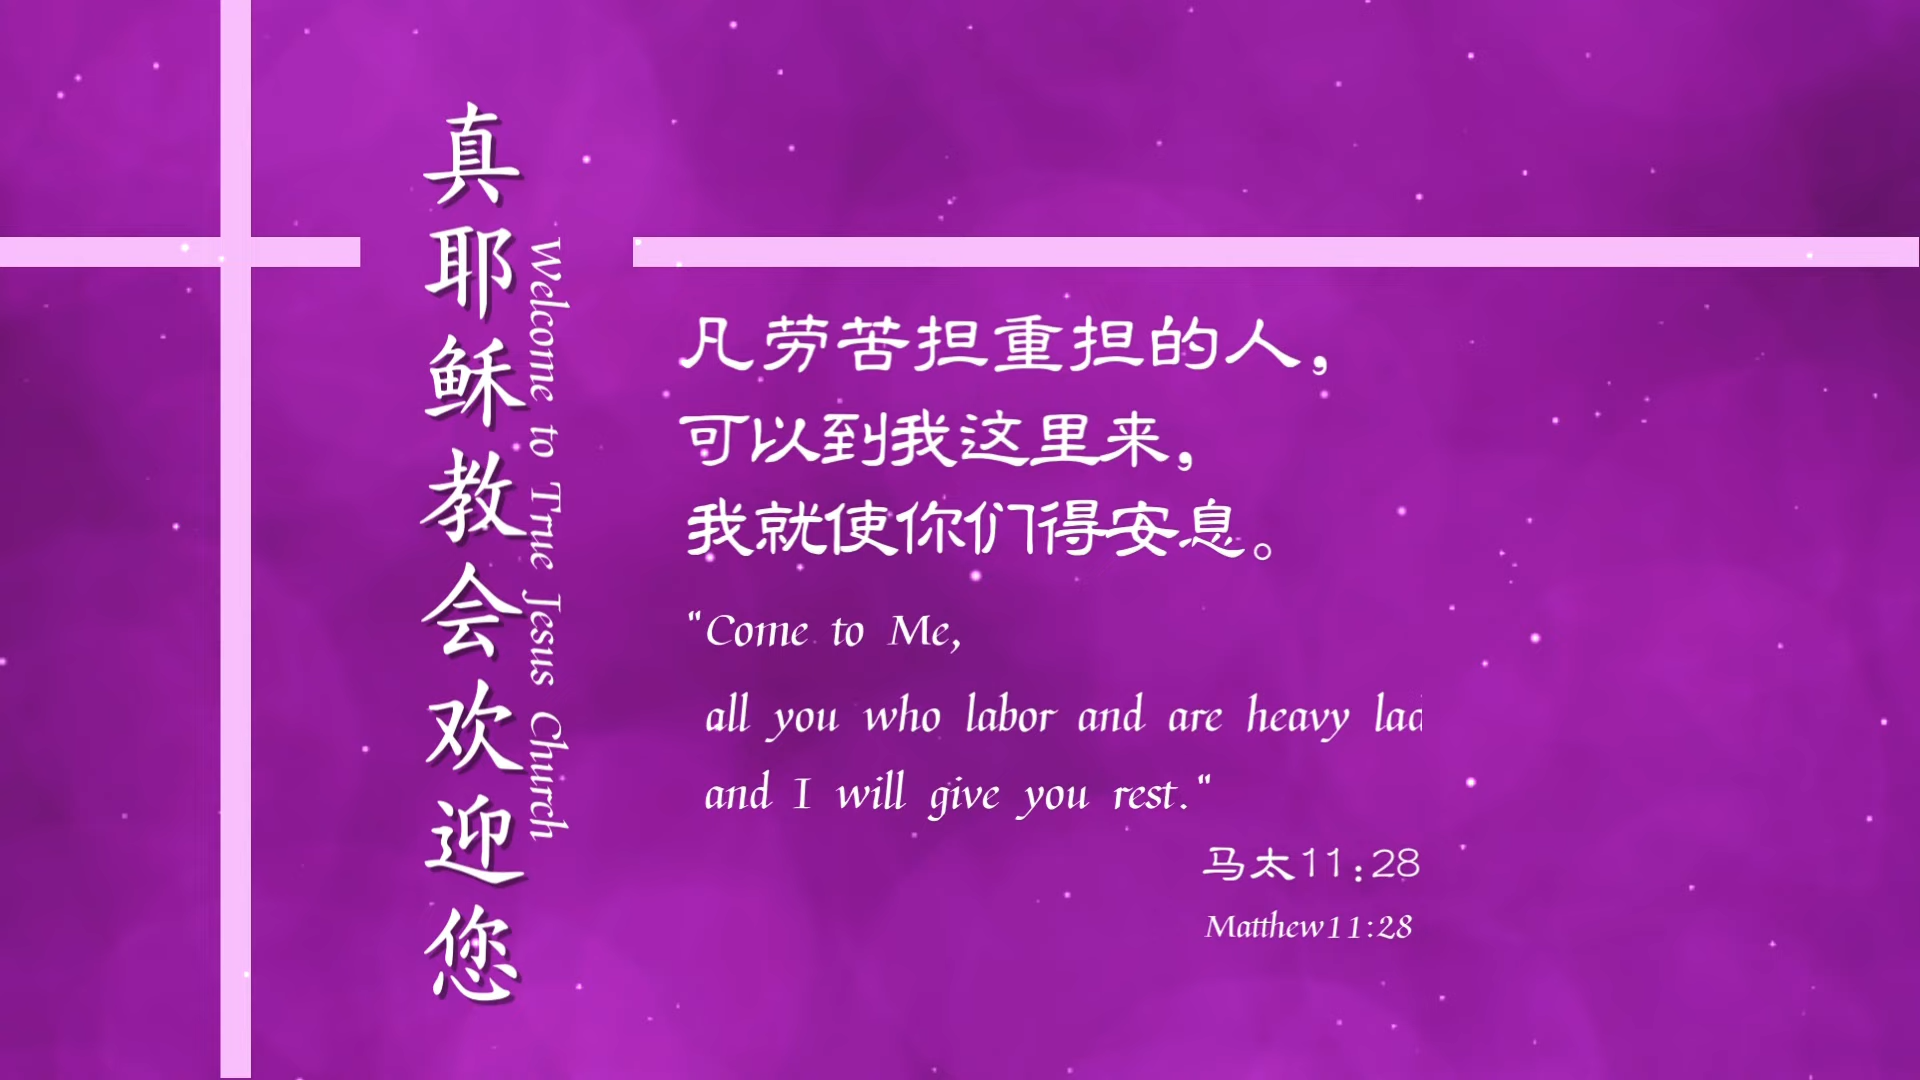 真耶稣教会欢迎您
Welcome to True Jesus Church
凡劳苦担重担的人，
可以到我这里来，
我就使你们得安息。
"Come to Me,
all you who labor and are heavy
and I will give you rest."
马太11:28
Matthew11:28